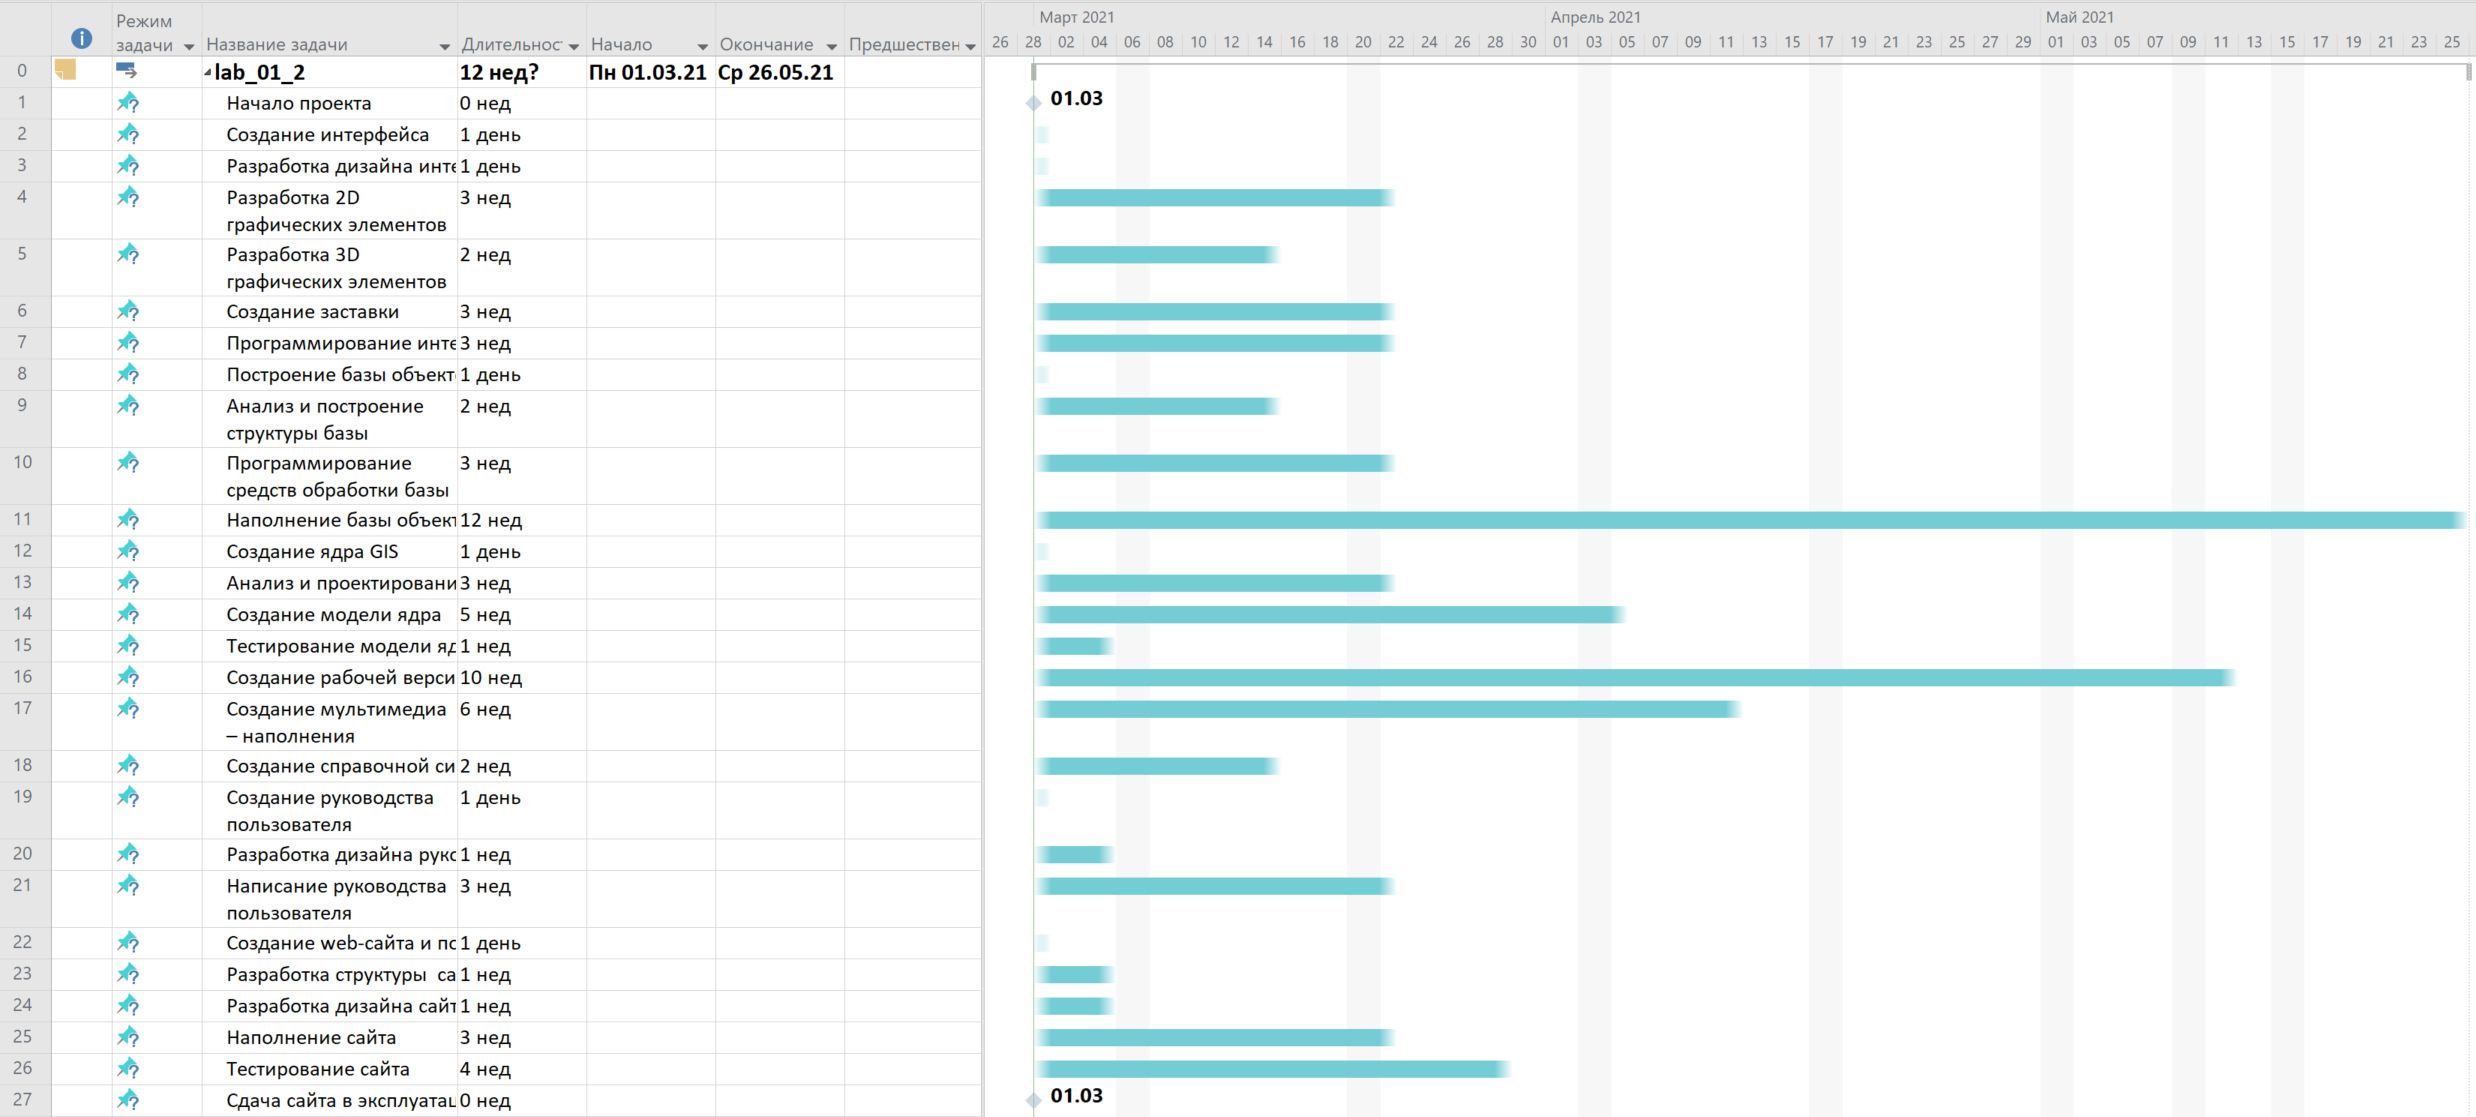 Режим задачи Название задачи Длительнос Начало Окончание Предшествен
Март 2021 Апрель 2021 Май 2021
26 28 02 04 06 08 10 12 14 16 18 20 22 24 26 28 30 01 03 05 07 09 11 13 15 17 19 21 23 25 27 29 01 03 05 07 09 11 13 15 17 19 21 23 25
0 lab_01_2 12 нед? Пн 01.03.21 Ср 26.05.21
1 Начало проекта 0 нед 01.03
2 Создание интерфейса 1 день
3 Разработка дизайна инте 1 день
4 Разработка 2D 3 нед
графических элементов
5 Разработка 3D 2 нед
графических элементов
6 Создание заставки 3 нед
7 Программирование инте 3 нед
8 Построение базы объект 1 день
9 Анализ и построение 2 нед
структуры базы
10 Программирование 3 нед
средств обработки базы
11 Наполнение базы объект 12 нед
12 Создание ядра GIS 1 день
13 Анализ и проектировани 3 нед
14 Создание модели ядра 5 нед
15 Тестирование модели яд 1 нед
16 Создание рабочей верси 10 нед
17 Создание мультимедиа 6 нед
– наполнения
18 Создание справочной си 2 нед
19 Создание руководства 1 день
пользователя
20 Разработка дизайна рукс 1 нед
21 Написание руководства 3 нед
пользователя
22 Создание web-сайта и пс 1 день
23 Разработка структуры са 1 нед
24 Разработка дизайна сайт 1 нед
25 Наполнение сайта 3 нед
26 Тестирование сайта 4 нед
27 Сдача сайта в эксплуатац 0 нед 01.03